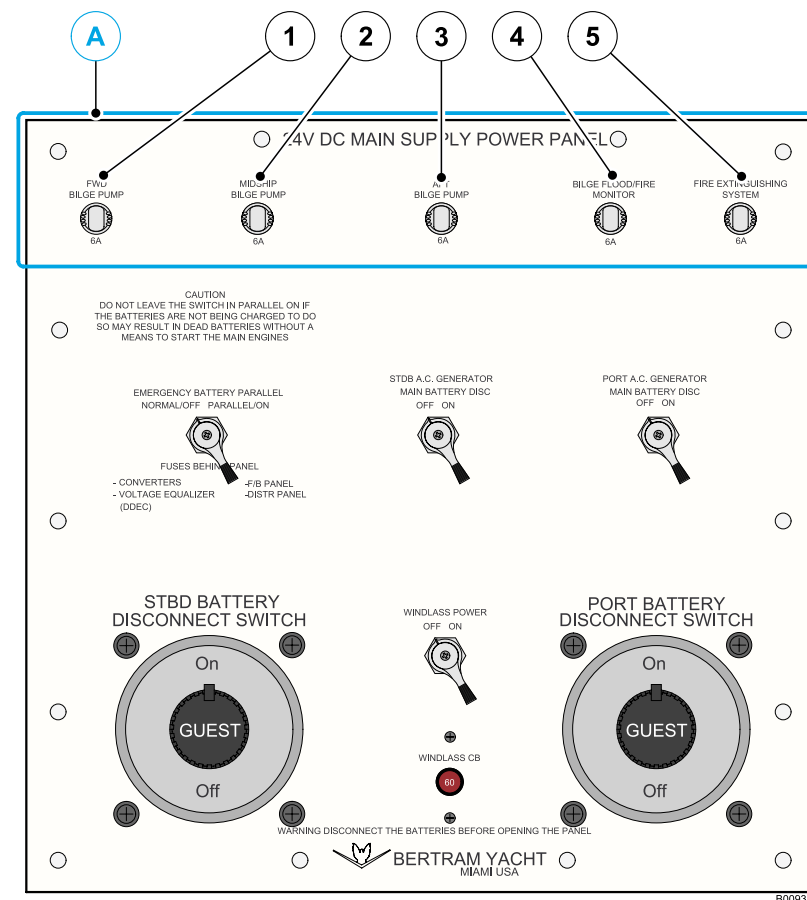 A 1 2 3 4 5
24V DC MAIN SUPPLY POWER PANEL
FWD
BILGE PUMP
6A
MIDSHIP
BILGE PUMP
6A
AFT
BILGE PUMP
6A
BILGE FLOOD/FIRE
MONITOR
6A
FIRE EXTINGUISHING
SYSTEM
6A
CAUTION
DO NOT LEAVE THE SWITCH IN PARALLEL ON IF
THE BATTERIES ARE NOT BEING CHARGED TO DO
SO MAY RESULT IN DEAD BATTERIES WITHOUT A
MEANS TO START THE MAIN ENGINES
EMERGENCY BATTERY PARALLEL
NORMAL/OFF PARALLEL/ON
STDB A.C. GENERATOR
MAIN BATTERY DISC
OFF ON
PORT A.C. GENERATOR
MAIN BATTERY DISC
OFF ON
FUSES BEHIND PANEL
- CONVERTERS
- VOLTAGE EQUALIZER
(DDEC)
-F/B PANEL
-DISTR PANEL
STBD BATTERY
DISCONNECT SWITCH
On
GUEST
Off
WINDLASS POWER
OFF ON
WINDLASS CB
60
PORT BATTERY
DISCONNECT SWITCH
On
GUEST
Off
WARNING DISCONNECT THE BATTERIES BEFORE OPENING THE PANEL
BERTRAM YACHT
MIAMI USA